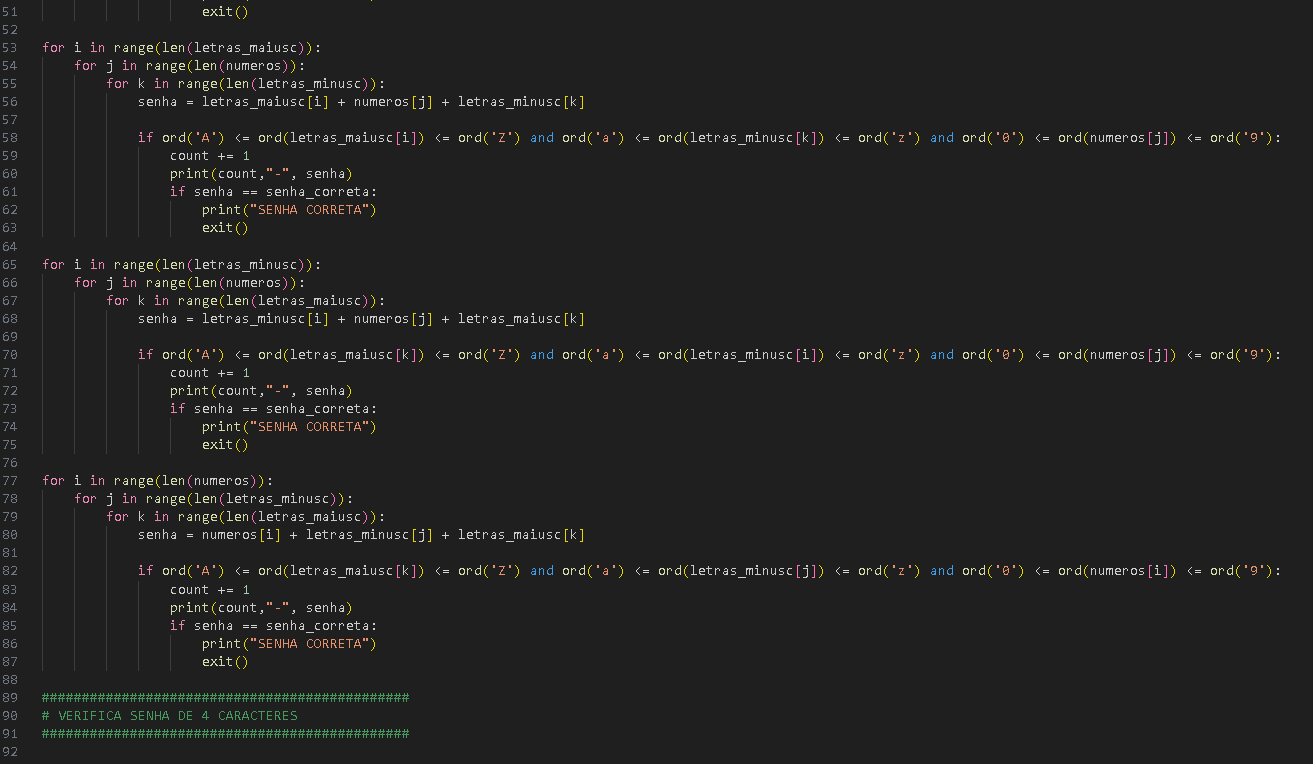 51 exit()
52
53 for i in range(len(letras_maiusc)):
54 for j in range(len(numeros)):
55 for k in range(len(letras_minusc)):
56 senha = letras_maiusc[i] + numeros[j] + letras_minusc[k]
57
58 if ord('A') <= ord(letras_maiusc[i]) <= ord('Z') and ord('a') <= ord(letras_minusc[k]) <= ord('z') and ord('0') <= ord(numeros[j]) <= ord('9'):
59 count += 1
60 print(count,"-", senha)
61 if senha == senha_correta:
62 print("SENHA CORRETA")
63 exit()
64
65 for i in range(len(letras_minusc)):
66 for j in range(len(numeros)):
67 for k in range(len(letras_maiusc)):
68 senha = letras_minusc[i] + numeros[j] + letras_maiusc[k]
69
70 if ord('A') <= ord(letras_maiusc[k]) <= ord('Z') and ord('a') <= ord(letras_minusc[i]) <= ord('z') and ord('0') <= ord(numeros[j]) <= ord('9'):
71 count += 1
72 print(count,"-", senha)
73 if senha == senha_correta:
74 print("SENHA CORRETA")
75 exit()
76
77 for i in range(len(numeros)):
78 for j in range(len(letras_minusc)):
79 for k in range(len(letras_maiusc)):
80 senha = numeros[i] + letras_minusc[j] + letras_maiusc[k]
81
82 if ord('A') <= ord(letras_maiusc[k]) <= ord('Z') and ord('a') <= ord(letras_minusc[j]) <= ord('z') and ord('0') <= ord(numeros[i]) <= ord('9'):
83 count += 1
84 print(count,"-", senha)
85 if senha == senha_correta:
86 print("SENHA CORRETA")
87 exit()
88
89 ##############################################
90 # VERIFICA SENHA DE 4 CARACTERES
91 ##############################################
92